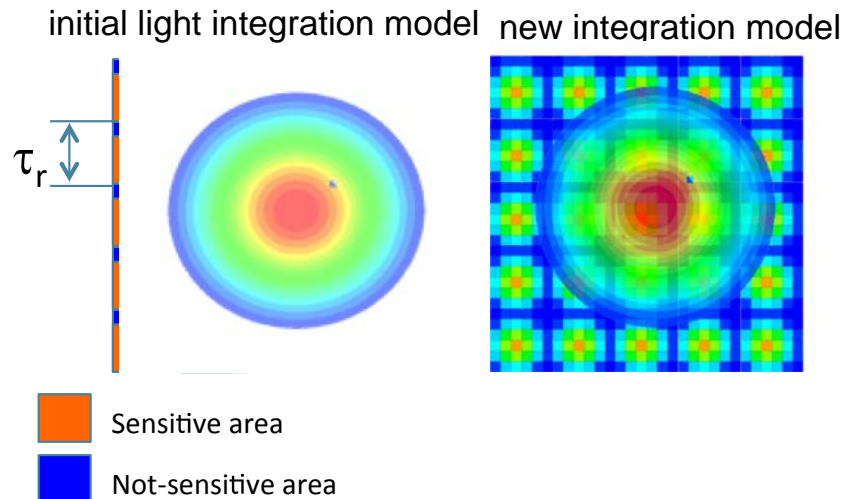 initial light integration model
new integration model
τr
Sensitive area
Not-sensitive area